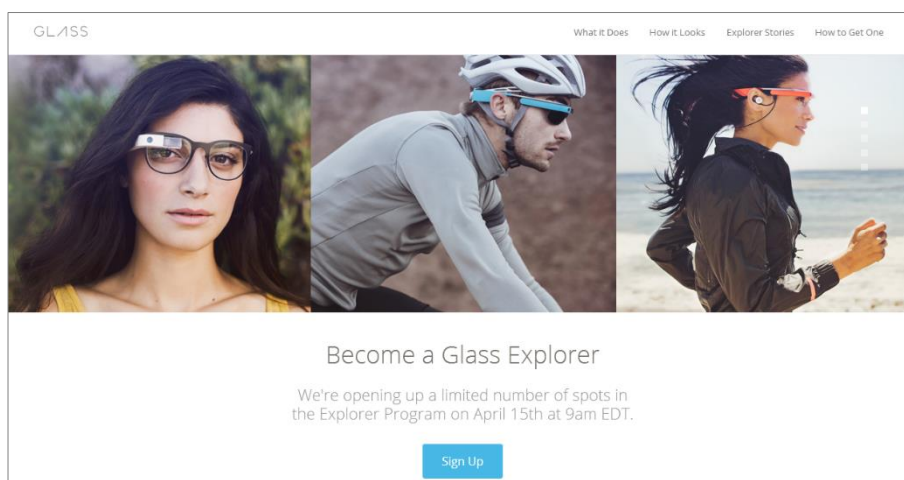 GLASS
What it Does
How it Looks
Explorer Stories
How to Get One
Become a Glass Explorer
We're opening up a limited number of spots in
the Explorer Program on April 15th at 9am EDT.
Sign Up